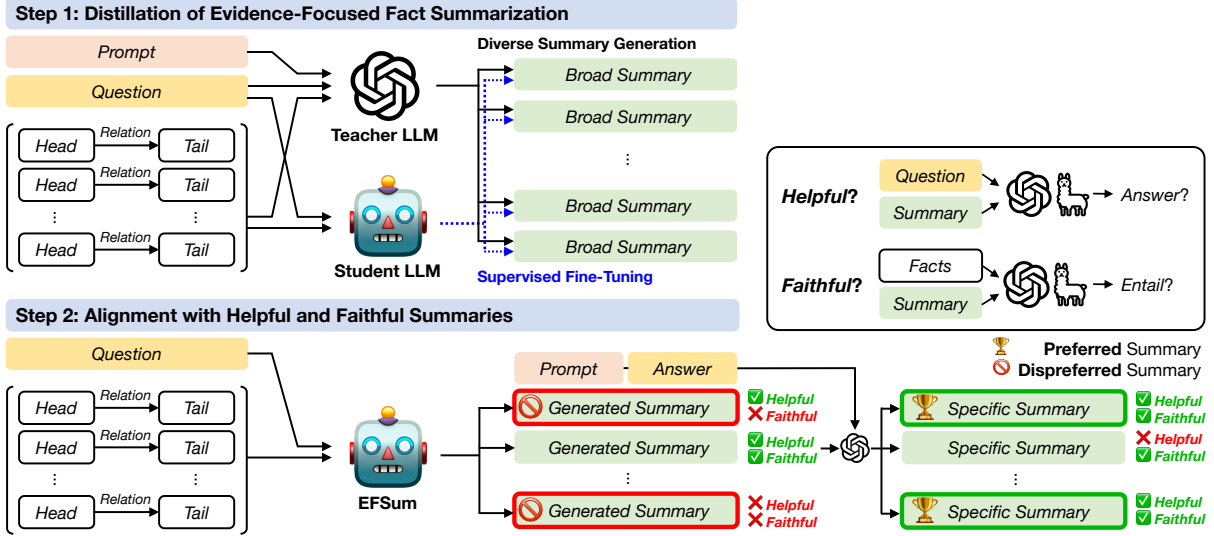 Step 1: Distillation of Evidence-Focused Fact Summarization
Prompt
Question
Head
Relation
Tail
Head
Relation
Tail
⋮
⋮
Head
Relation
Tail
Teacher LLM
Student LLM
Diverse Summary Generation
Broad Summary
Broad Summary
⋮
Broad Summary
Broad Summary
Supervised Fine-Tuning
Helpful?
Question
Summary
Answer?
Faithful?
Facts
Summary
Entail?
Step 2: Alignment with Helpful and Faithful Summaries
Question
Head
Relation
Tail
Head
Relation
Tail
⋮
⋮
Head
Relation
Tail
EFSum
Prompt
Answer
Generated Summary
Helpful
Faithful
Generated Summary
Helpful
Faithful
⋮
Generated Summary
Helpful
Faithful
Preferred Summary
Dispreferred Summary
Specific Summary
Helpful
Faithful
Specific Summary
Helpful
Faithful
⋮
Specific Summary
Helpful
Faithful